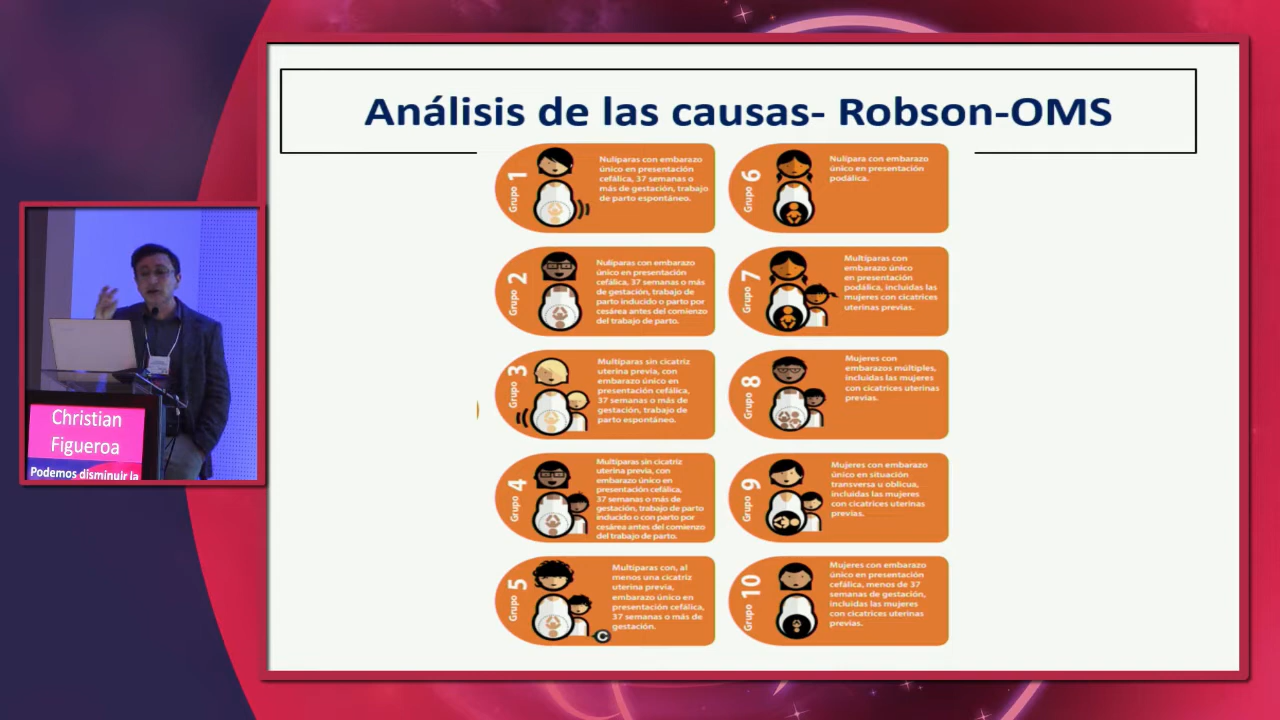 Análisis de las causas- Robson-OMS
Grupo 1
Nulíparas con embarazo
único en presentación
cefálica, 37 semanas o
más de gestación, trabajo
de parto espontáneo.
Grupo 2
Nulíparas con embarazo
único en presentación
cefálica, 37 semanas o más
de gestación, trabajo de
parto inducido o parto por
cesárea antes del comienzo
del trabajo de parto.
Grupo 3
Multíparas sin cicatriz
uterina previa, con
embarazo único en
presentación cefálica,
37 semanas o más de
gestación, trabajo de
parto espontáneo.
Grupo 4
Multíparas sin cicatriz
uterina previa, con
embarazo único en
presentación cefálica,
37 semanas o más de
gestación, trabajo de parto
inducido o con parto por
cesárea antes del comienzo
del trabajo de parto.
Grupo 5
Multíparas con, al
menos una cicatriz
uterina previa,
embarazo único en
presentación cefálica,
37 semanas o más de
gestación.
C
Grupo 6
Nulípara con embarazo
único en presentación
podálica.
Grupo 7
Multíparas con
embarazo único
en presentación
podálica, incluidas las
mujeres con cicatrices
uterinas previas.
Grupo 8
Mujeres con
embarazos múltiples,
incluidas las mujeres
con cicatrices uterinas
previas.
Grupo 9
Mujeres con embarazo
único en situación
transversa u oblicua,
incluidas las mujeres
con cicatrices uterinas
previas.
Grupo 10
Mujeres con embarazo
único en presentación
cefálica, menos de 37
semanas de gestación,
incluidas las mujeres
con cicatrices uterinas
previas.
Christian
Figueroa
Podemos disminuir la